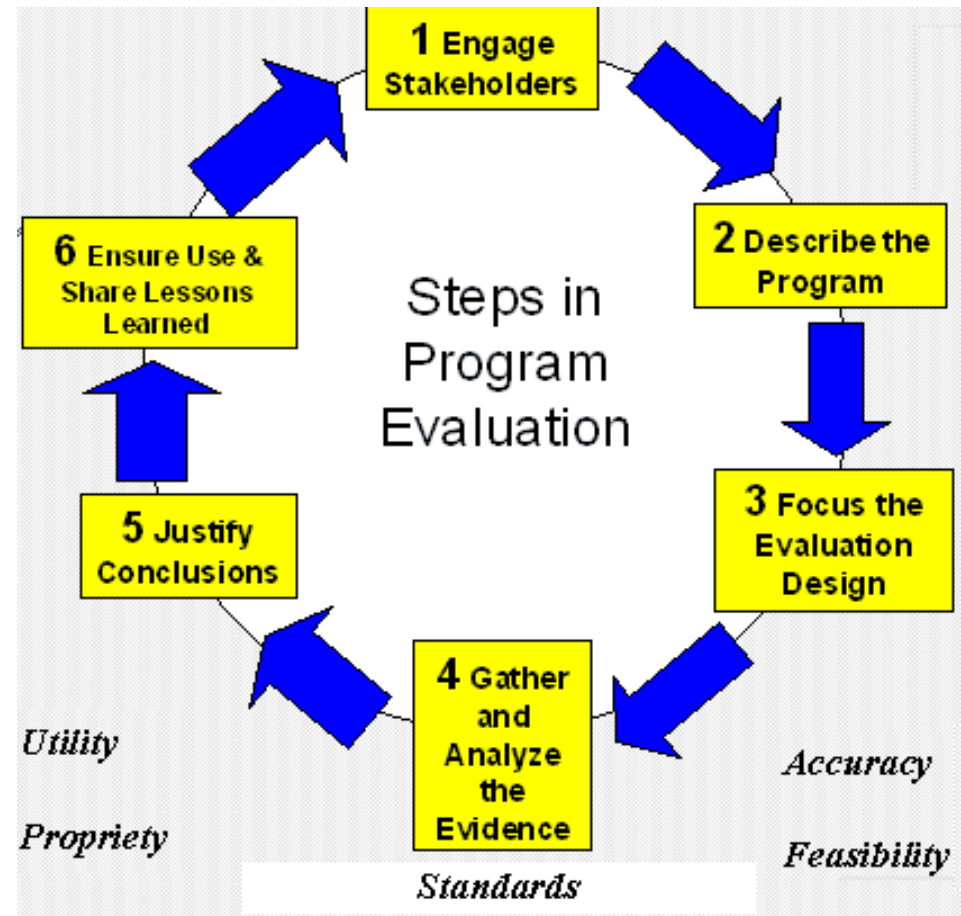 1 Engage
Stakeholders
2 Describe the
Program
3 Focus the
Evaluation
Design
4 Gather
and
Analyze
the
Evidence
5 Justify
Conclusions
6 Ensure Use &
Share Lessons
Learned
Steps in
Program
Evaluation
Utility
Propriety
Accuracy
Feasibility
Standards